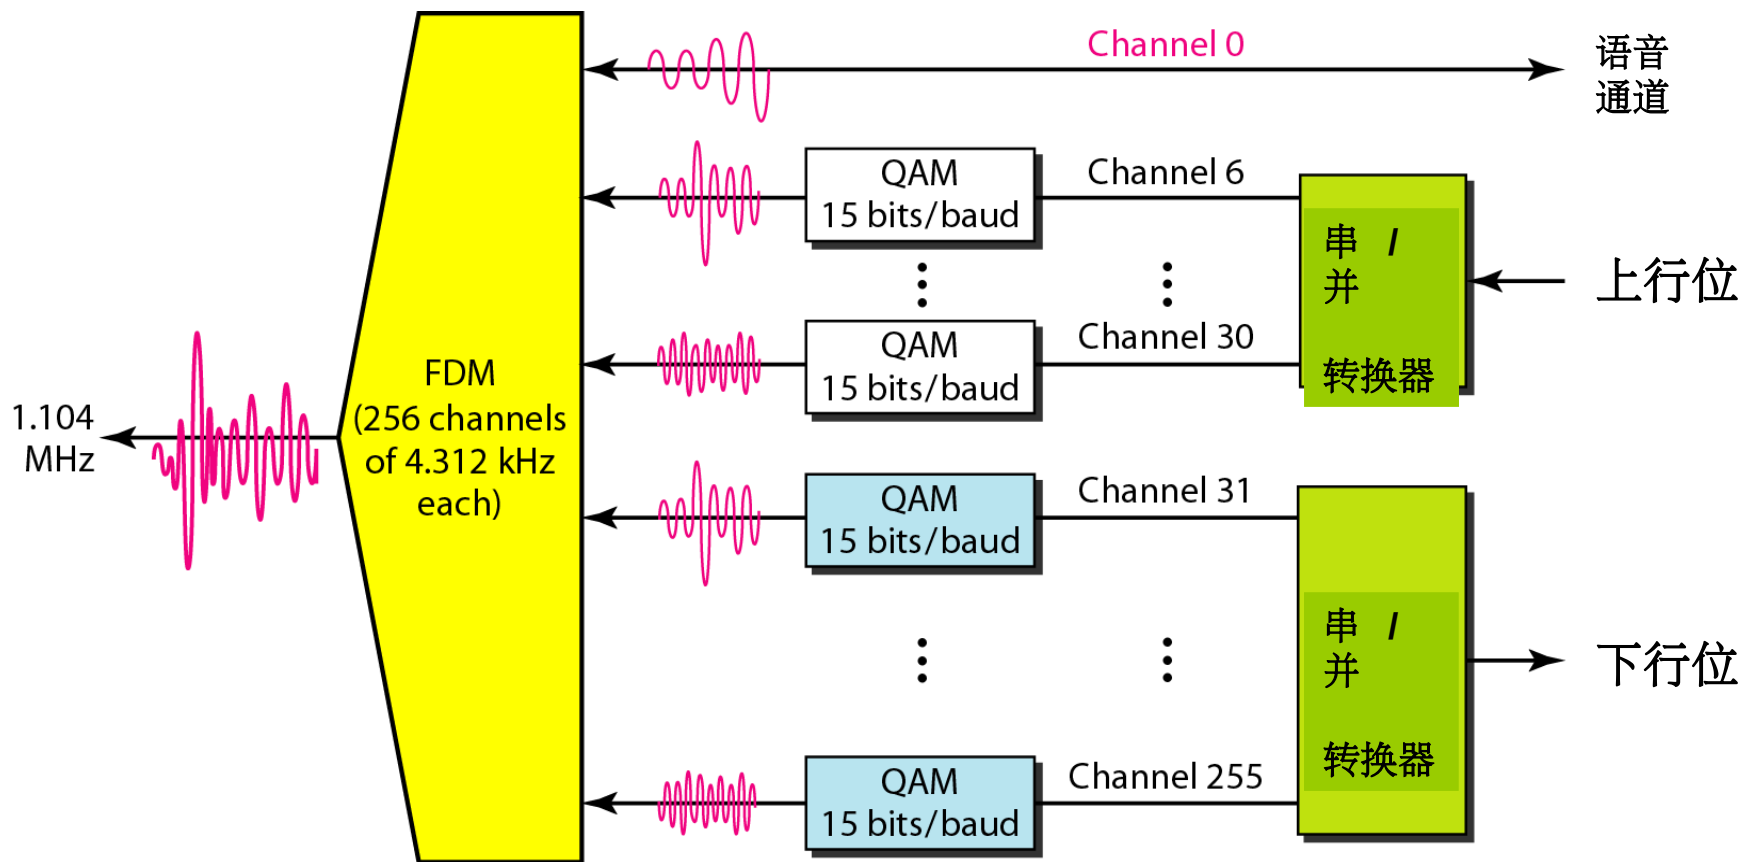 Channel 0
语音
通道
QAM
15 bits/baud
Channel 6
串 /
并
转换器
上行位
QAM
15 bits/baud
Channel 30
FDM
(256 channels
of 4.312 kHz
each)
1.104
MHz
QAM
15 bits/baud
Channel 31
串 /
并
转换器
下行位
QAM
15 bits/baud
Channel 255